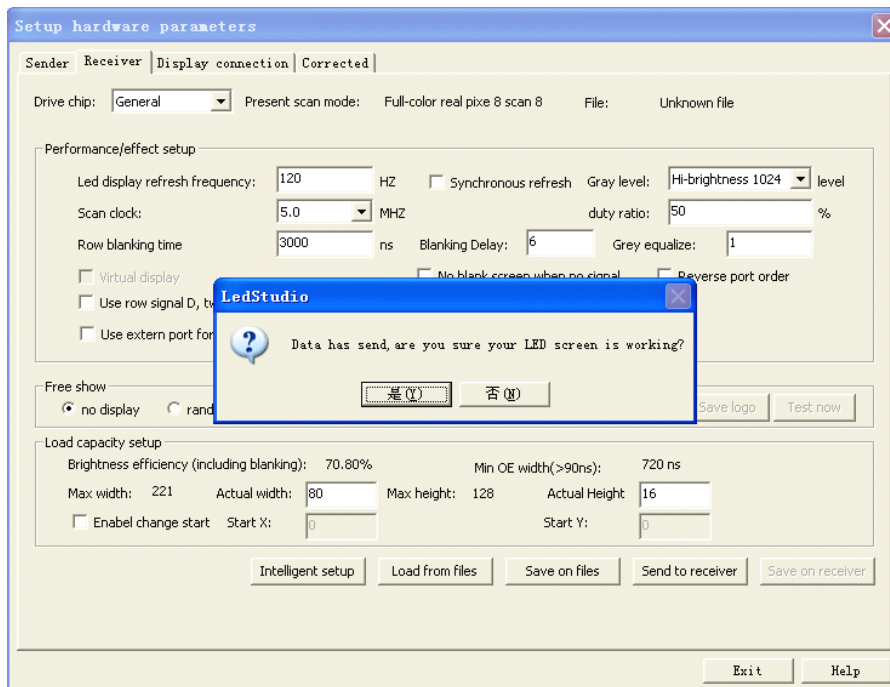 Setup hardware parameters
Sender Receiver Display connection Corrected
Drive chip: General Present scan mode: Full-color real pixe 8 scan 8 File: Unknown file
Performance/effect setup
Led display refresh frequency: 120 HZ Synchronous refresh Gray level: Hi-brightness 1024 level
Scan clock: 5.0 MHZ duty ratio: 50 %
Row blanking time 3000 ns Blanking Delay: 6 Grey equalize: 1
Virtual display No blank screen when no signal Reverse port order
Use row signal D, tw
Use extern port for
LedStudio
Data has send, are you sure your LED screen is working?
是(Y) 否(N)
Free show
no display rand Save logo Test now
Load capacity setup
Brightness efficiency (including blanking): 70.80% Min OE width(>90ns): 720 ns
Max width: 221 Actual width: 80 Max height: 128 Actual Height 16
Enabel change start Start X: 0 Start Y: 0
Intelligent setup Load from files Save on files Send to receiver Save on receiver
Exit Help